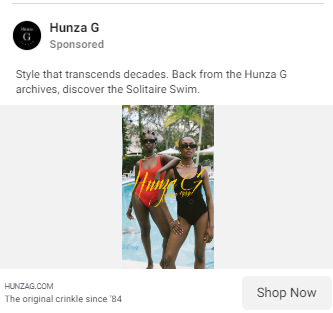 Hunza G
Sponsored
Style that transcends decades. Back from the Hunza G
archives, discover the Solitaire Swim.
Hunza G
HUNZAG.COM
The original crinkle since '84
Shop Now